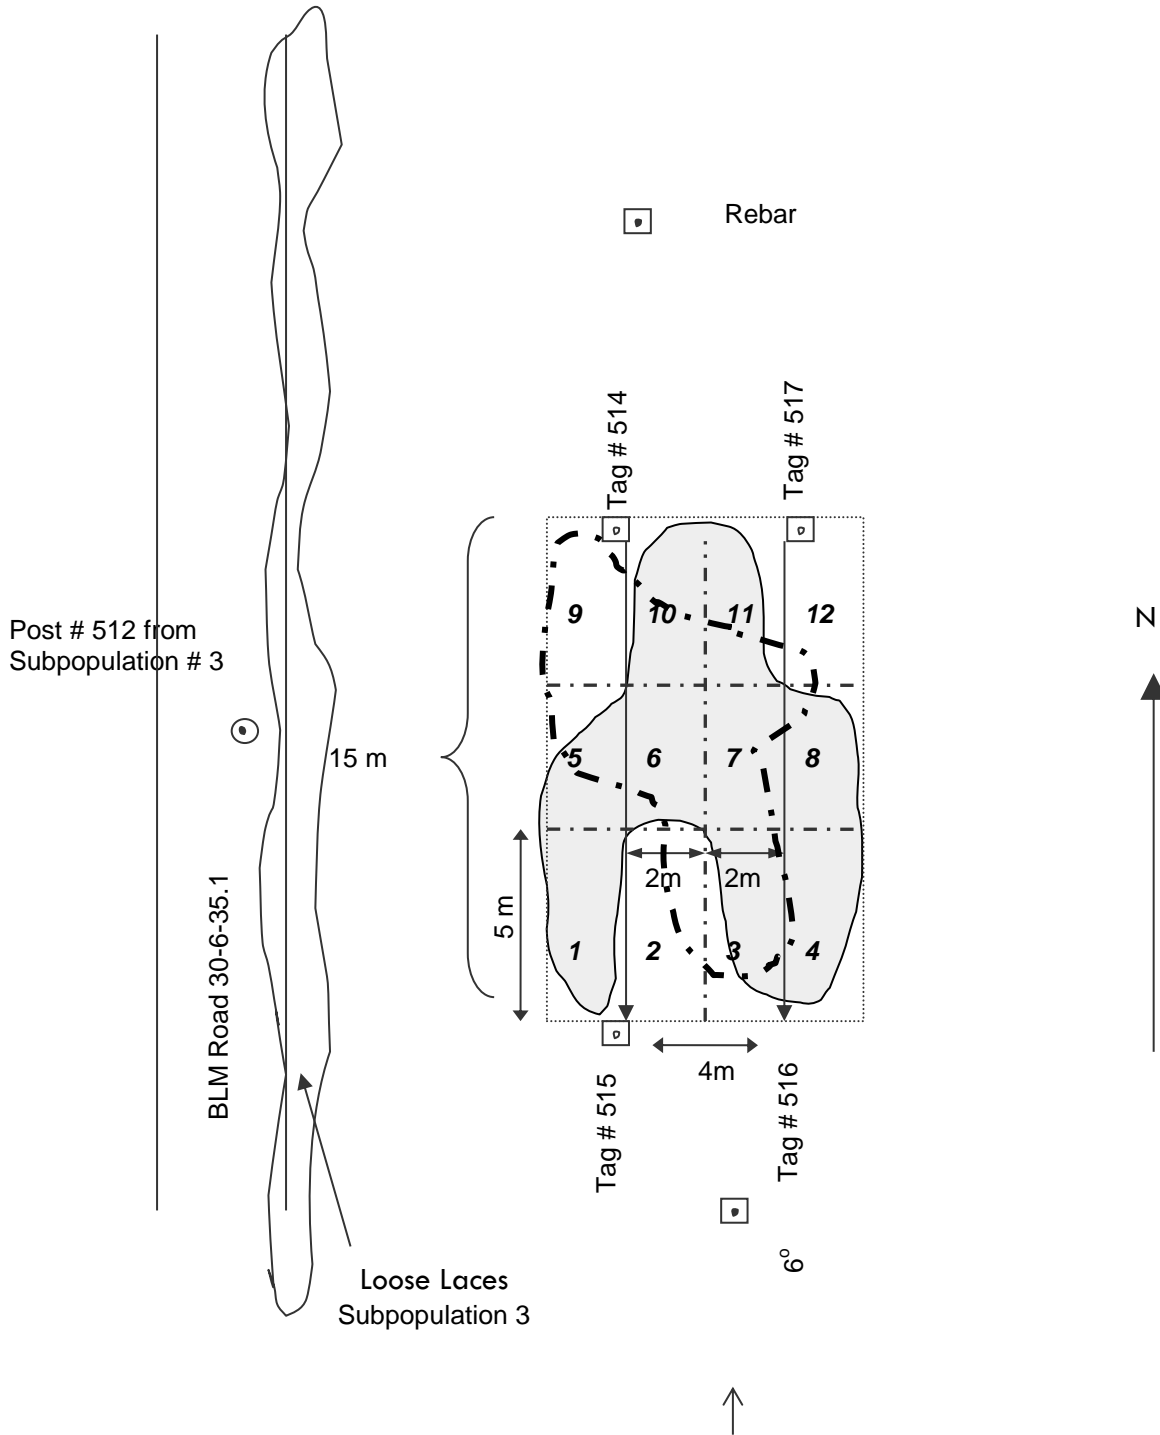 Rebar
Tag # 514
Tag # 517
9
10
11
12
N
Post # 512 from
Subpopulation # 3
15 m
5
6
7
8
2m
2m
5 m
BLM Road 30-6-35.1
1
2
3
4
4m
Tag # 515
Tag # 516
6°
Loose Laces
Subpopulation 3